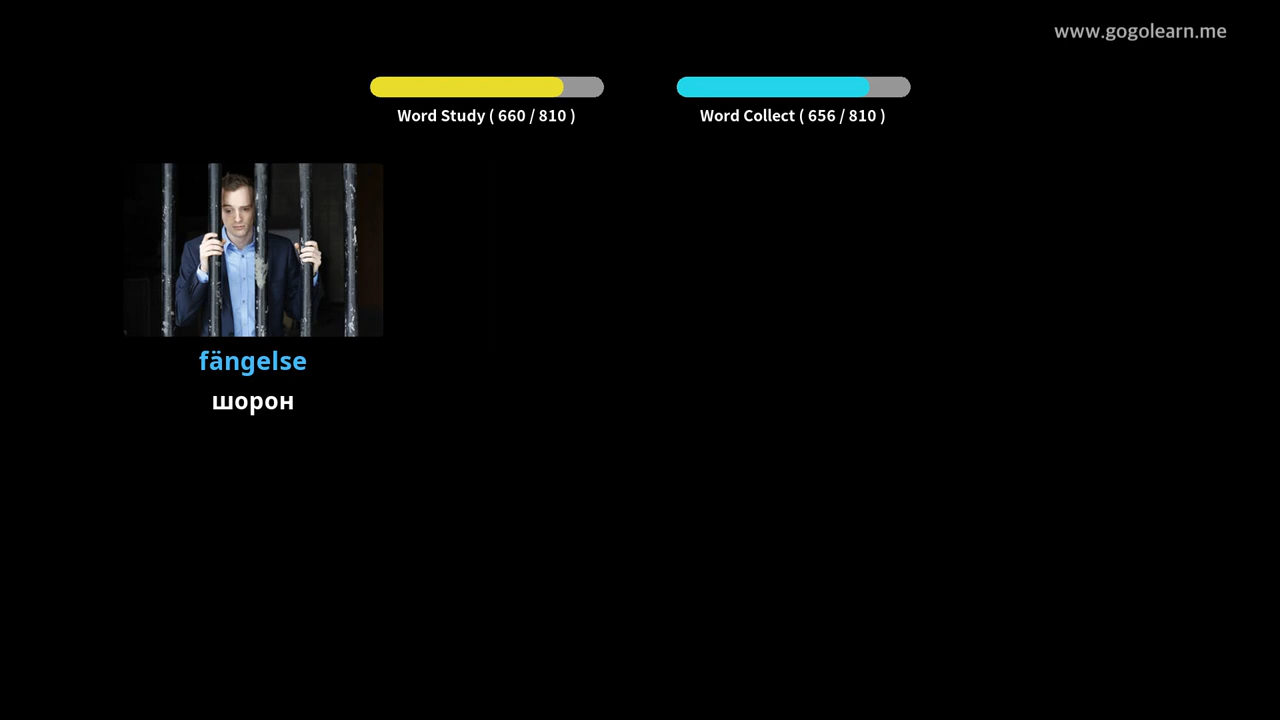 www.gogolearn.me
Word Study ( 660 / 810 )
Word Collect ( 656 / 810 )
fängelse
шорон